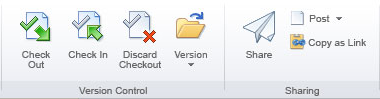 Check Out
Check In
Discard Checkout
Version
Share
Post
Copy as Link
Version Control
Sharing